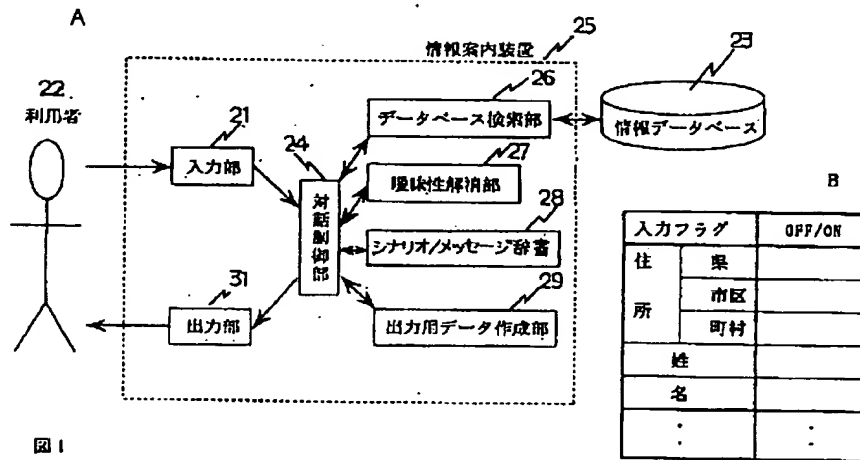 A
情報案内装置
25
23
22
利用者
26
データベース検索部
情報データベース
21
入力部
24
対話制御部
27
曖昧性解消部
28
シナリオ/メッセージ辞書
31
出力部
29
出力用データ作成部
図1
B
入力フラグ OFF/ON
住所 県
市区
町村
姓
名
: :